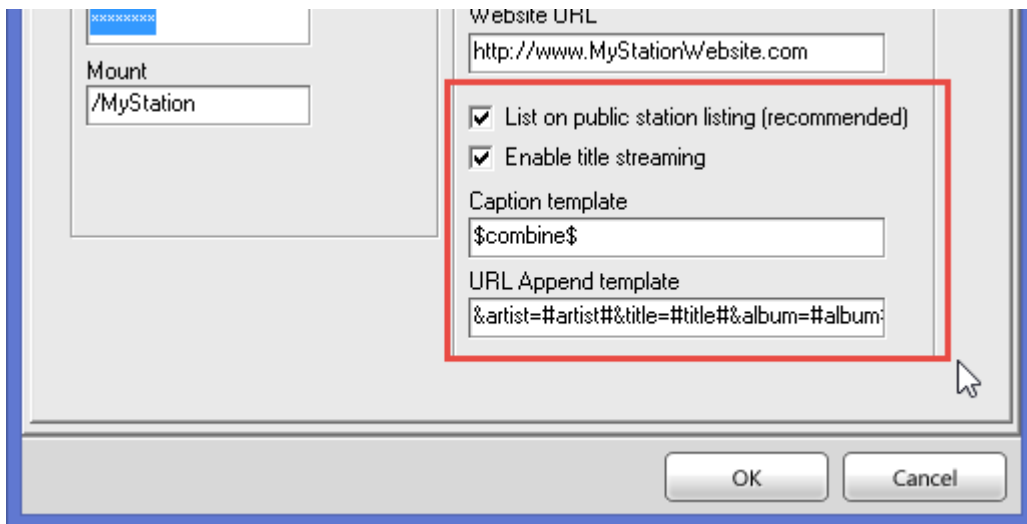 ********
Mount
/MyStation
Website URL
http://www.MyStationWebsite.com
List on public station listing (recommended)
Enable title streaming
Caption template
$combine$
URL Append template
&artist=#artist#&title=#title#&album=#album
OK
Cancel